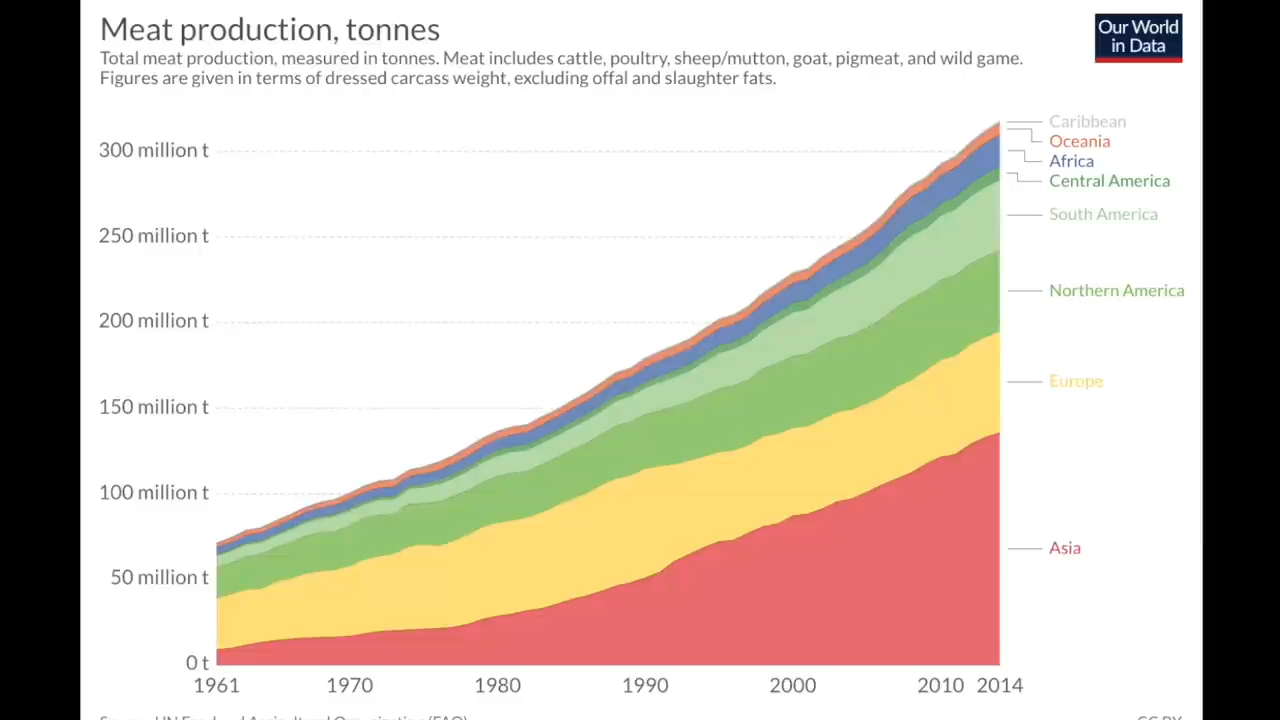 Meat production, tonnes
Our World
in Data
Total meat production, measured in tonnes. Meat includes cattle, poultry, sheep/mutton, goat, pigmeat, and wild game.
Figures are given in terms of dressed carcass weight, excluding offal and slaughter fats.
Caribbean
Oceania
Africa
Central America
South America
Northern America
Europe
Asia
300 million t
250 million t
200 million t
150 million t
100 million t
50 million t
0 t
1961 1970 1980 1990 2000 2010 2014